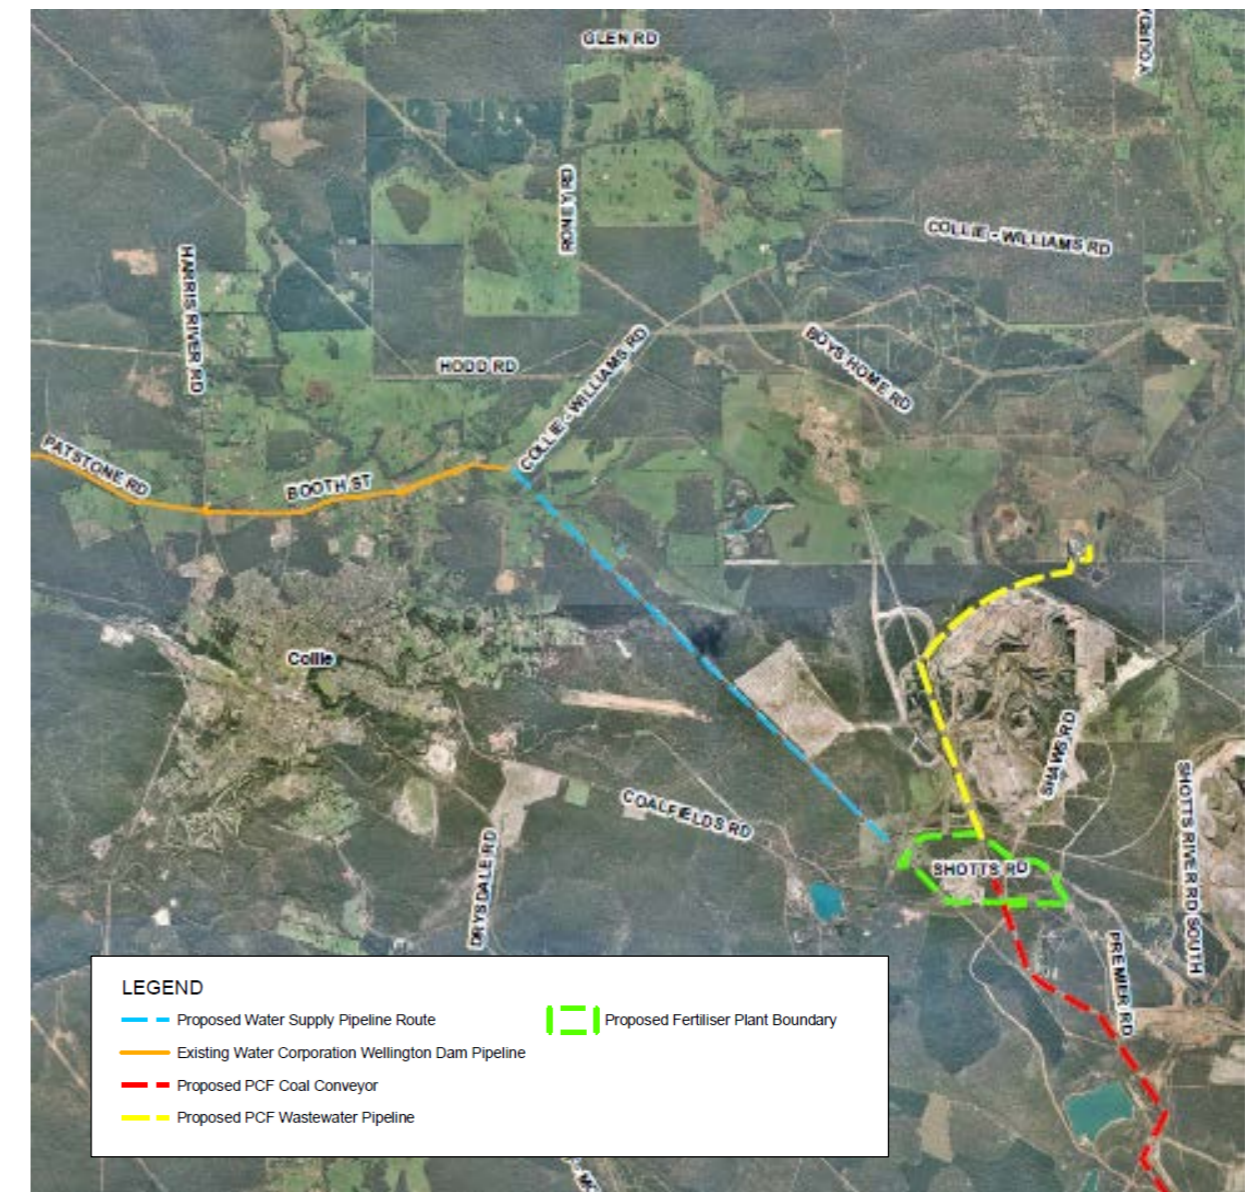 GLEN RD
RONEY RD
COLLIE - WILLIAMS RD
HARRIS RIVER RD
BOYS HOME RD
HODD RD
COLLIE - WILLIAMS RD
PATSTONE RD
BOOTH ST
Collie
SHAWS RD
COALFIELDS RD
SHOTTS RIVER RD SOUTH
DRYSDALE RD
SHOTTS RD
PREMIER RD
LEGEND
Proposed Water Supply Pipeline Route
Proposed Fertiliser Plant Boundary
Existing Water Corporation Wellington Dam Pipeline
Proposed PCF Coal Conveyor
Proposed PCF Wastewater Pipeline